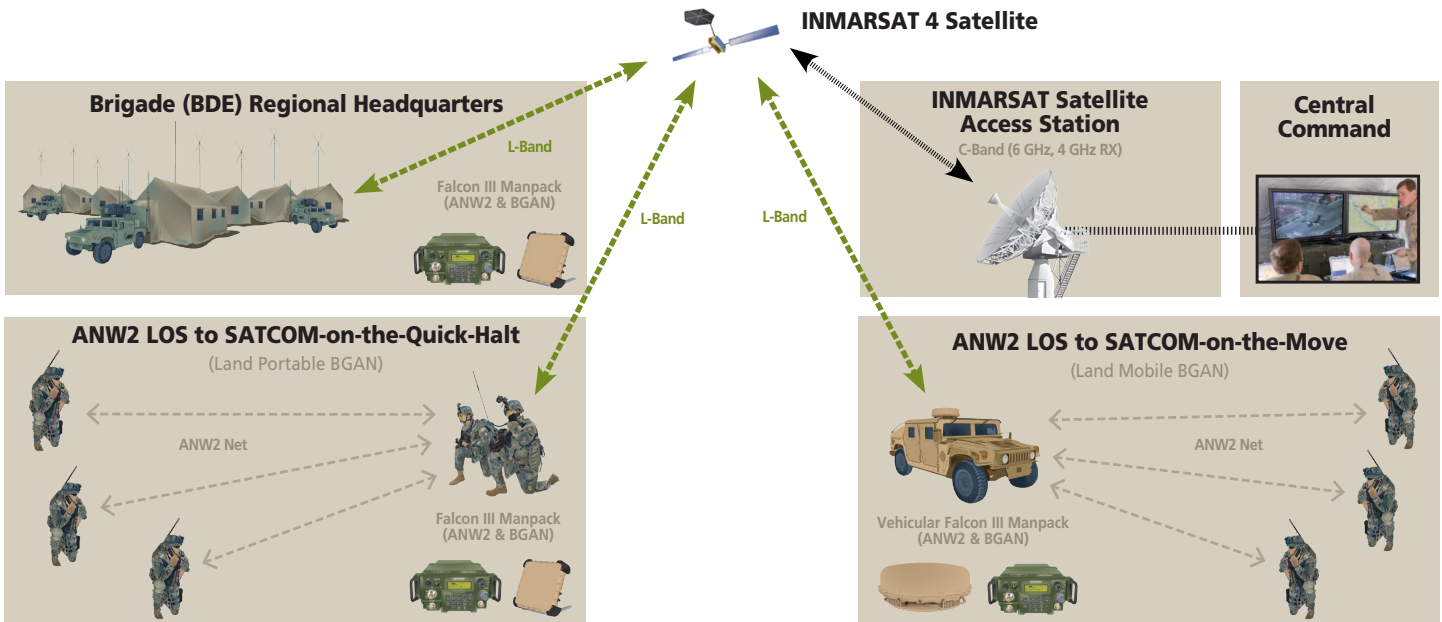 INMARSAT 4 Satellite
Brigade (BDE) Regional Headquarters
L-Band
Falcon III Manpack
(ANW2 & BGAN)
L-Band
L-Band
INMARSAT Satellite
Access Station
C-Band (6 GHz, 4 GHz RX)
Central
Command
ANW2 LOS to SATCOM-on-the-Quick-Halt
(Land Portable BGAN)
ANW2 Net
Falcon III Manpack
(ANW2 & BGAN)
ANW2 LOS to SATCOM-on-the-Move
(Land Mobile BGAN)
ANW2 Net
Vehicular Falcon III Manpack
(ANW2 & BGAN)